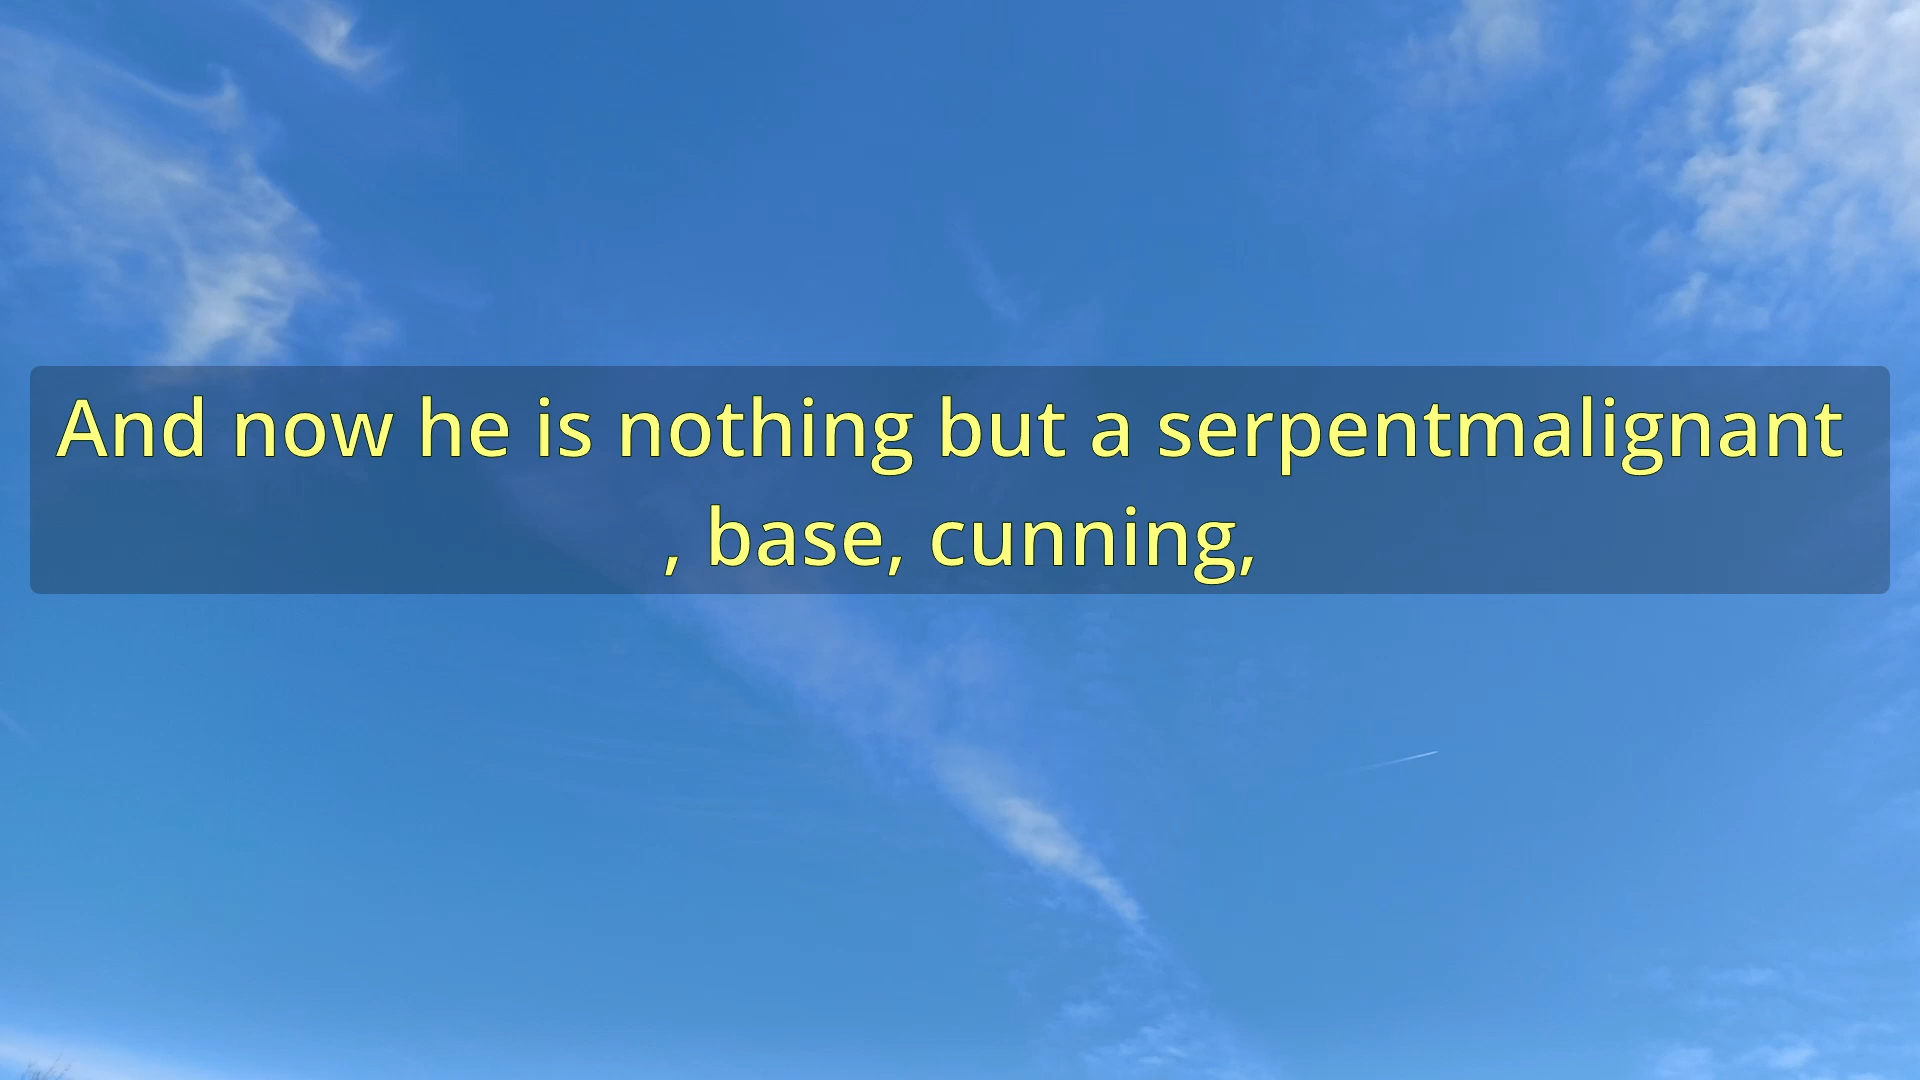 And now he is nothing but a serpentmalignant
, base, cunning,